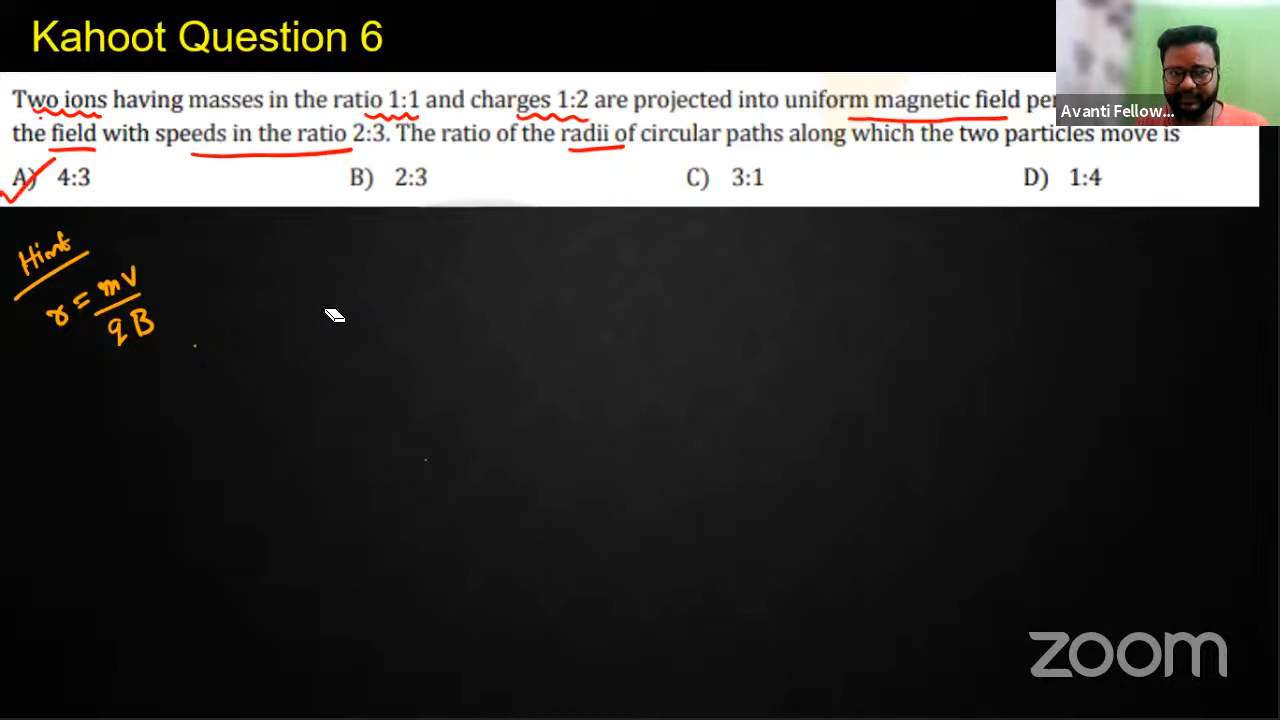 Kahoot Question 6
Two ions having masses in the ratio 1:1 and charges 1:2 are projected into uniform magnetic field
Avanti Fellow...
the field with speeds in the ratio 2:3. The ratio of the radii of circular paths along which the two particles move is
A) 4:3 B) 2:3 C) 3:1 D) 1:4
Hint
r = mv
qB
zoom